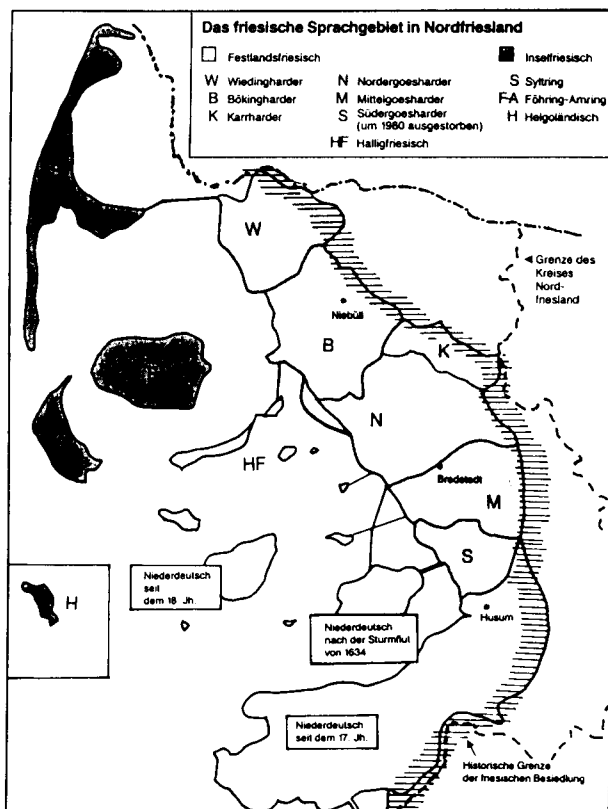 Das friesische Sprachgebiet in Nordfriesland
Festlandsfriesisch
Inselfriesisch
W Wiedingharder
N Nordergoesharder
S Syltring
B Bökingharder
M Mittelgoesharder
F-A Föhring-Amring
K Karrharder
S Südergoesharder
(um 1980 ausgestorben)
H Helgoländisch
HF Halligfriesisch
W
Grenze des
Kreises
Nord-
friesland
Niebüll
B
K
N
HF
Bredstedt
M
S
Niederdeutsch
seit
dem 18. Jh.
H
Niederdeutsch
nach der Sturmflut
von 1634
Husum
Niederdeutsch
seit dem 17. Jh.
Historische Grenze
der friesischen Besiedlung